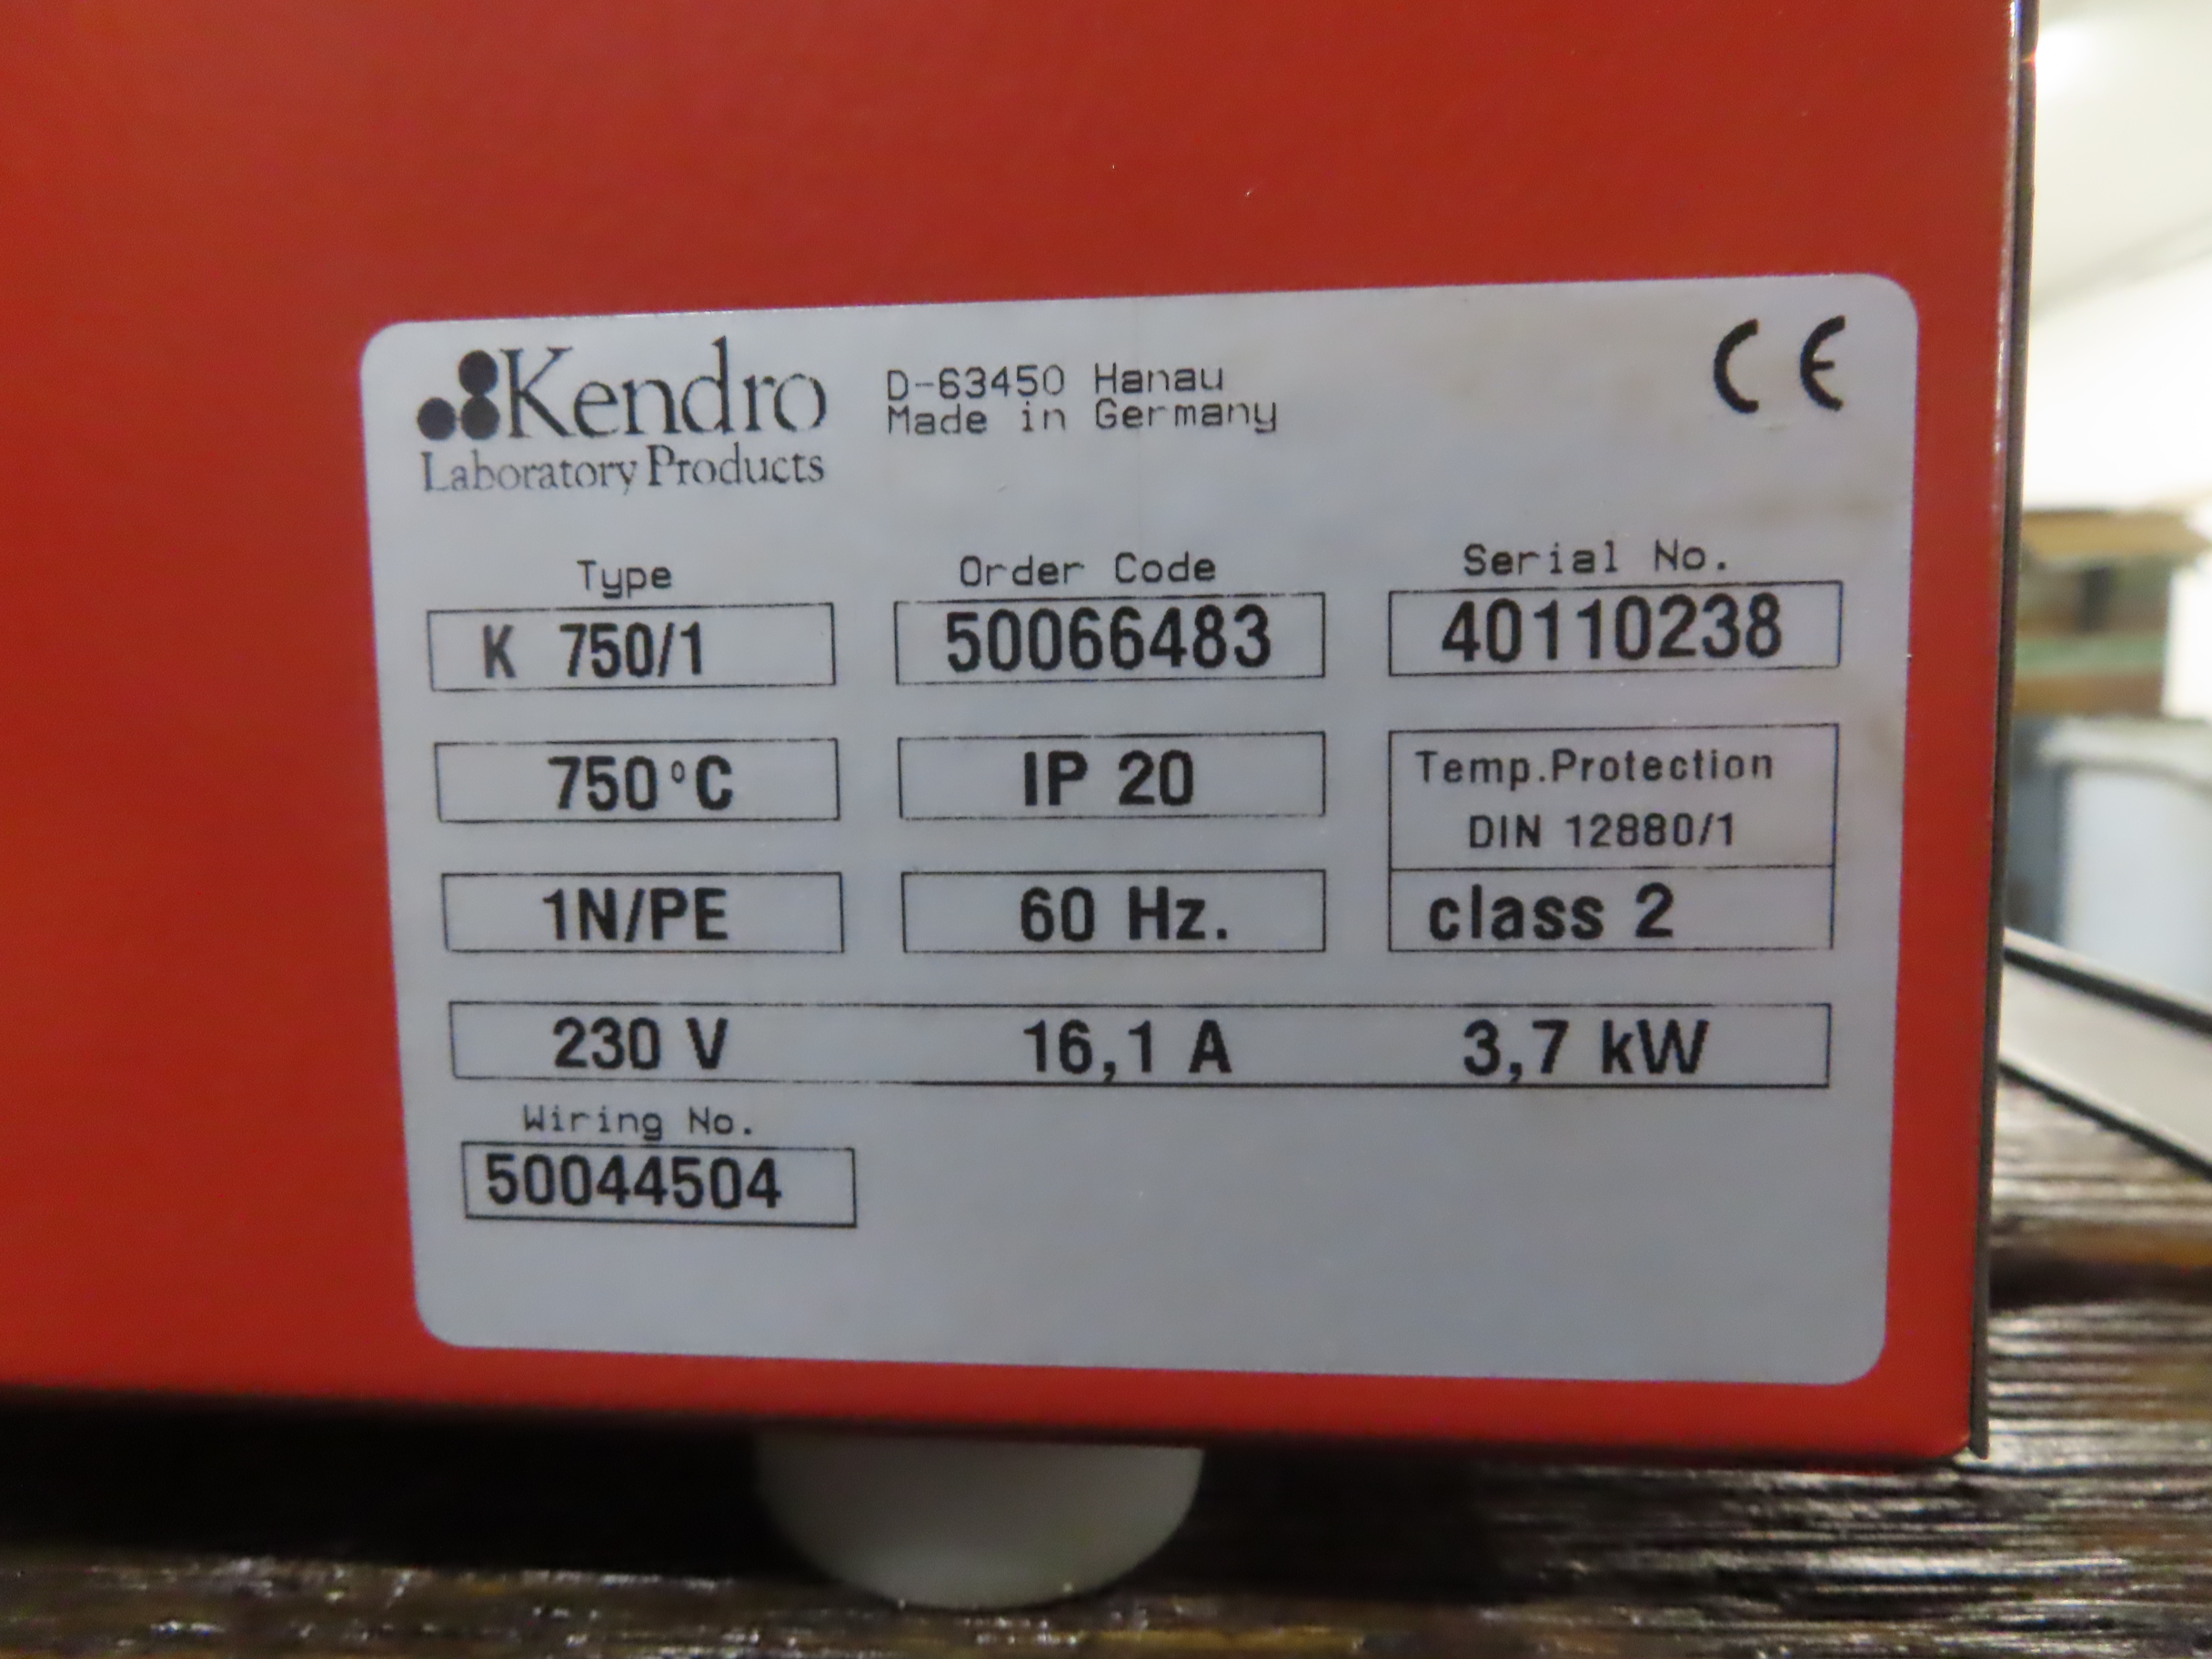 Kendro
Laboratory Products
D-63450 Hanau
Made in Germany
CE
Type Order Code Serial No.
K 750/1 50066483 40110238
750°C IP 20 Temp.Protection
DIN 12880/1
1N/PE 60 Hz. class 2
230 V 16,1 A 3,7 kW
Wiring No.
50044504